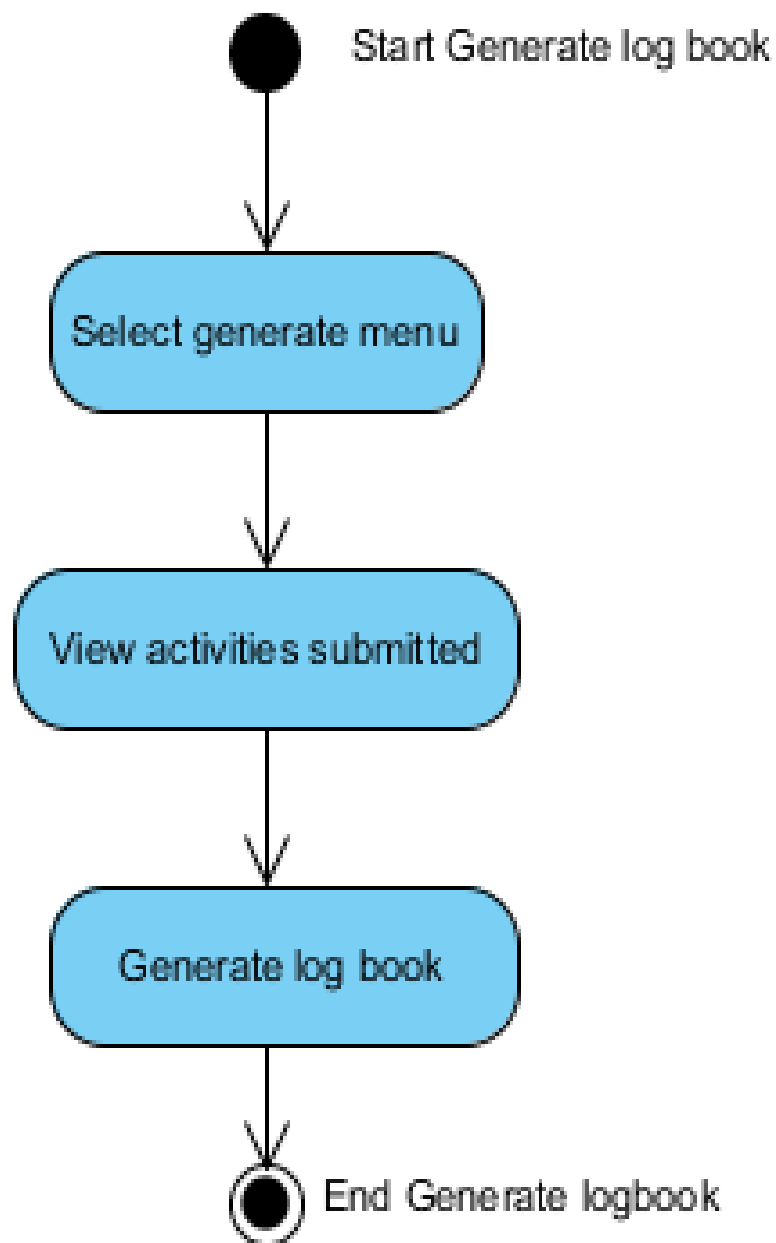 Start Generate log book
Select generate menu
View activities submitted
Generate log book
End Generate logbook